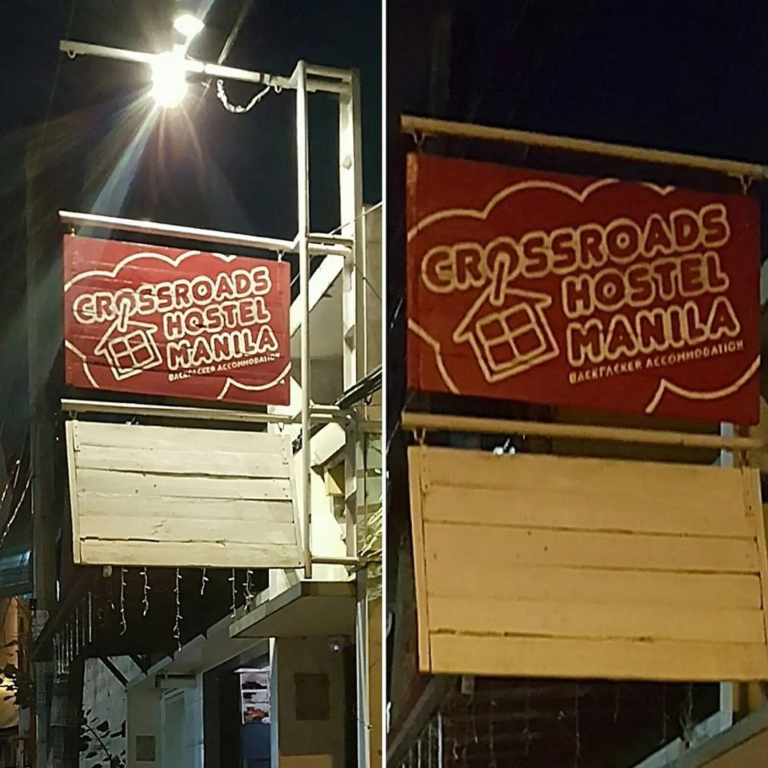 CROSSROADS
HOSTEL
MANILA
BACKPACKER ACCOMMODATION
CROSSROADS
HOSTEL
MANILA
BACKPACKER ACCOMMODATION